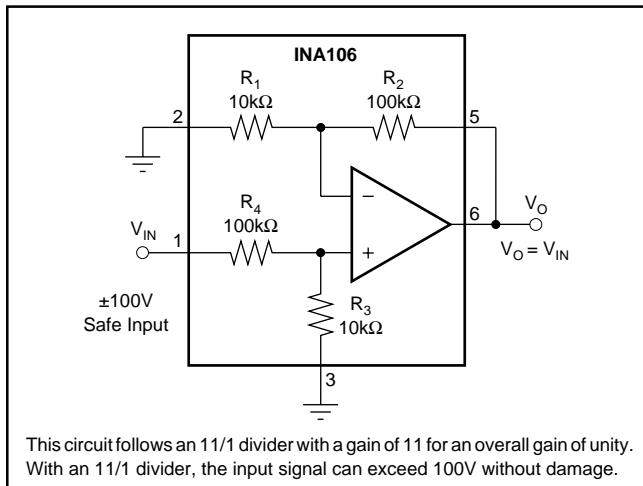 INA106
R1
10kΩ
R2
100kΩ
2
5
−
R4
100kΩ
VIN
1
+
6
VO
VO = VIN
±100V
Safe Input
R3
10kΩ
3
This circuit follows an 11/1 divider with a gain of 11 for an overall gain of unity.
With an 11/1 divider, the input signal can exceed 100V without damage.